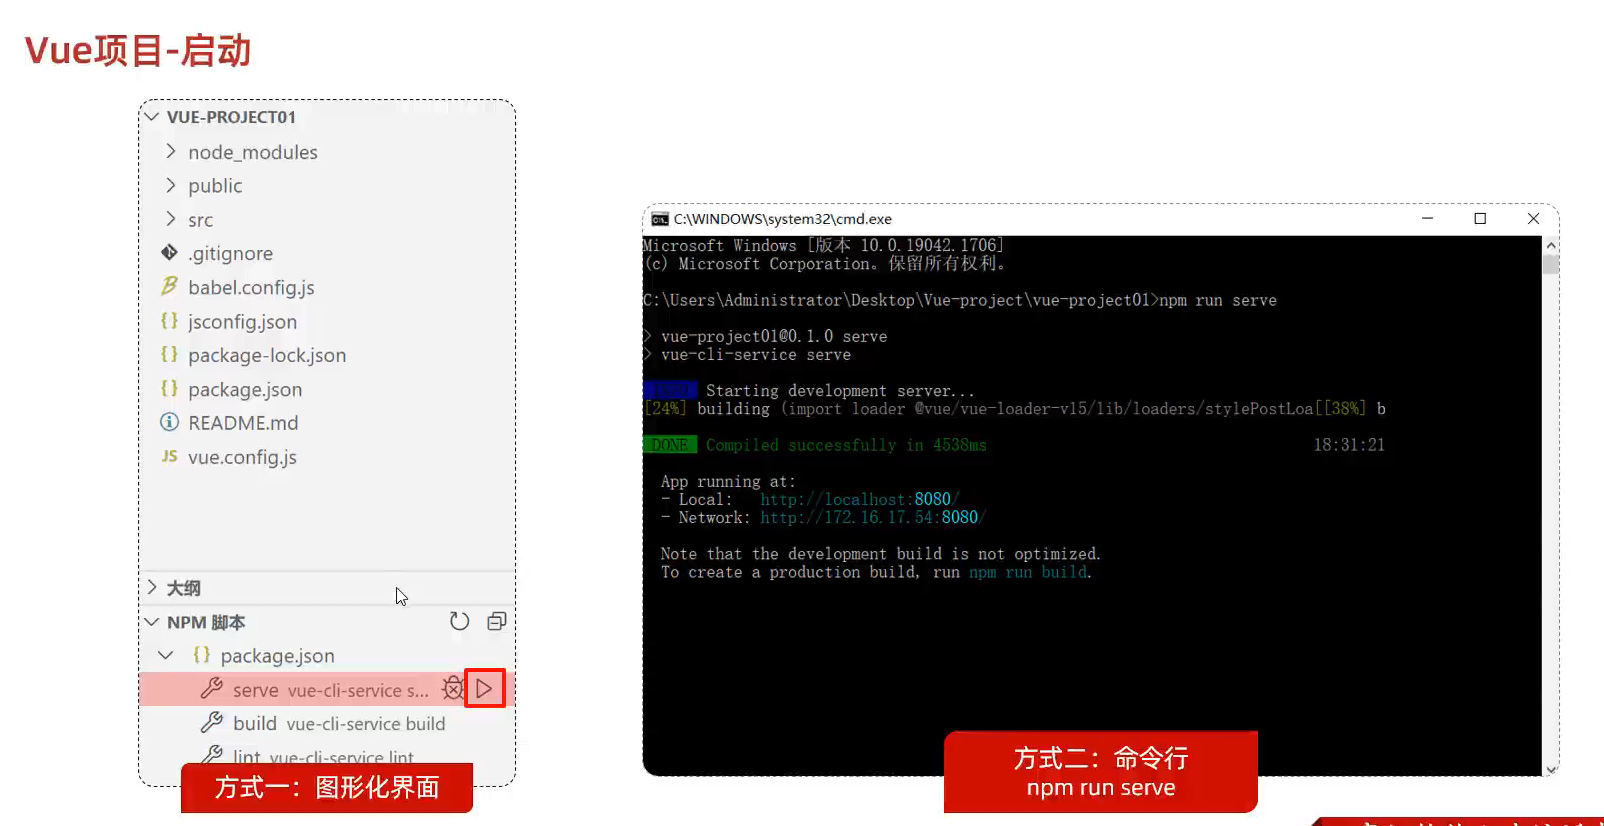 Vue项目-启动
VUE-PROJECT01
node_modules
public
src
.gitignore
babel.config.js
jsconfig.json
package-lock.json
package.json
README.md
vue.config.js
大纲
NPM 脚本
package.json
serve vue-cli-service s...
build vue-cli-service build
lint vue-cli-service lint
方式一：图形化界面
C:\WINDOWS\system32\cmd.exe
Microsoft Windows [版本 10.0.19042.1706]
(c) Microsoft Corporation。保留所有权利。
C:\Users\Administrator\Desktop\Vue-project\vue-project01>npm run serve
> vue-project01@0.1.0 serve
> vue-cli-service serve
Starting development server...
[24%] building (import loader @vue/vue-loader-v15/lib/loaders/stylePostLoa[[38%] b
DONE Compiled successfully in 4538ms 18:31:21
App running at:
- Local: http://localhost:8080/
- Network: http://172.16.17.54:8080/
Note that the development build is not optimized.
To create a production build, run npm run build.
方式二：命令行
npm run serve